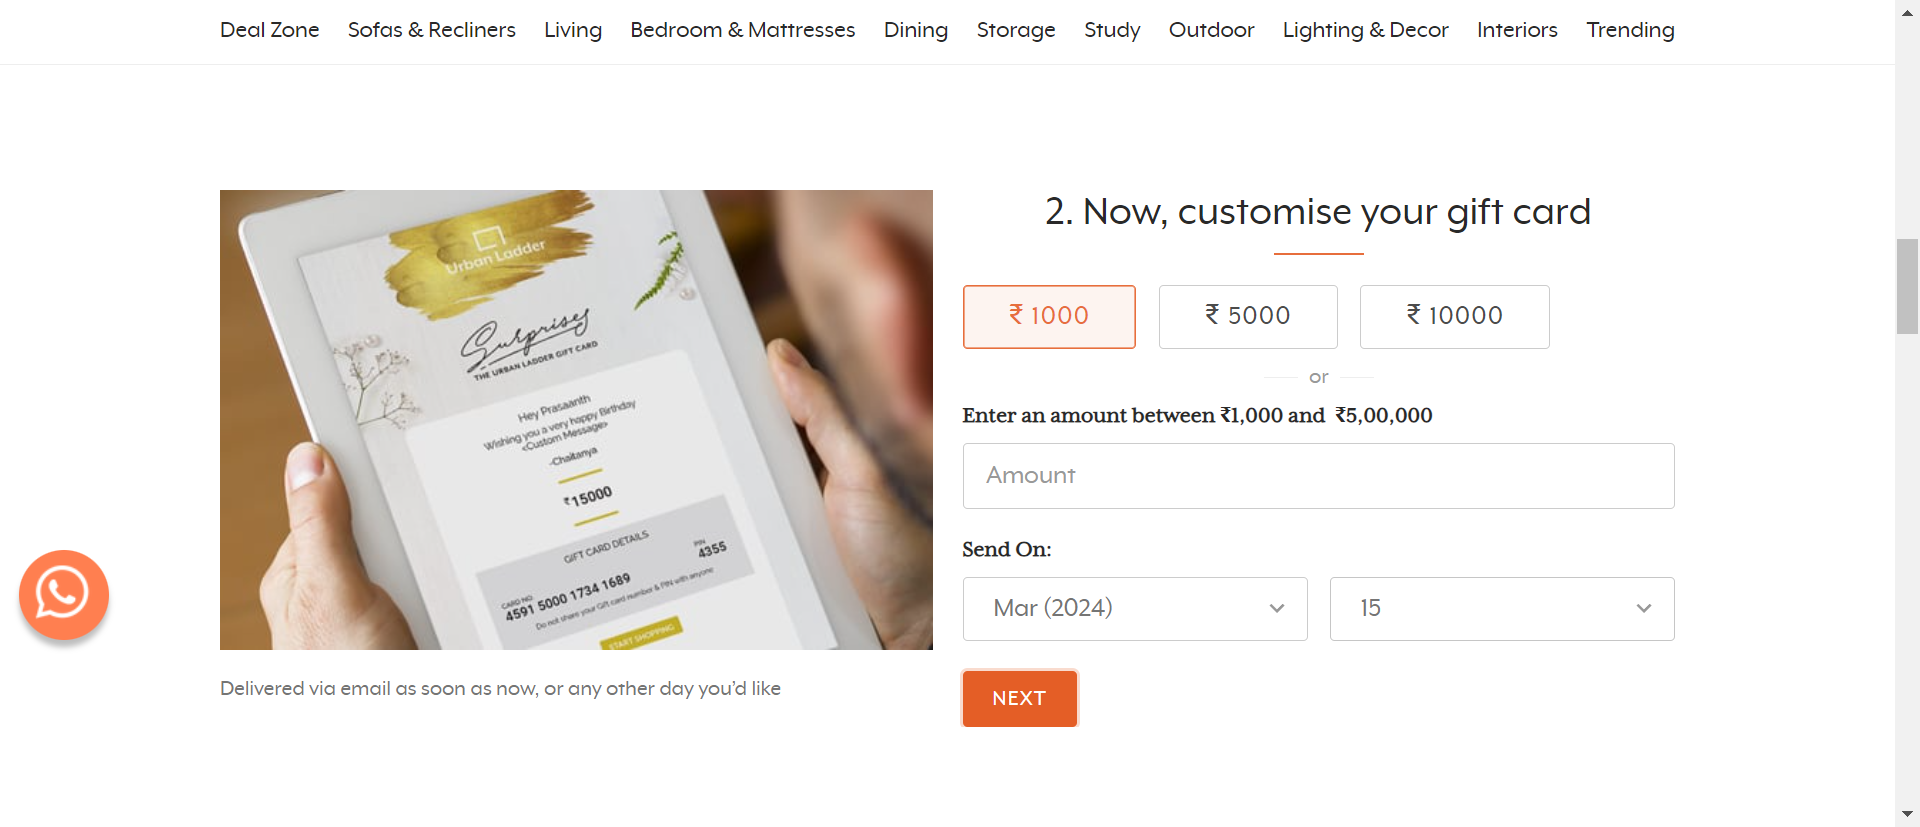 Deal Zone Sofas & Recliners Living Bedroom & Mattresses Dining Storage Study Outdoor Lighting & Decor Interiors Trending
Urban Ladder
Surprises
THE URBAN LADDER GIFT CARD
Hey Prasaanth
Wishing you a very happy Birthday
<Custom Message>
-Chaitanya
₹15000
GIFT CARD DETAILS
CARD NO. PIN
4591 5000 1734 1689 4355
Do not share your Gift card number & PIN with anyone
START SHOPPING
Delivered via email as soon as now, or any other day you’d like
2. Now, customise your gift card
₹ 1000 ₹ 5000 ₹ 10000
or
Enter an amount between ₹1,000 and ₹5,00,000
Amount
Send On:
Mar (2024) 15
NEXT